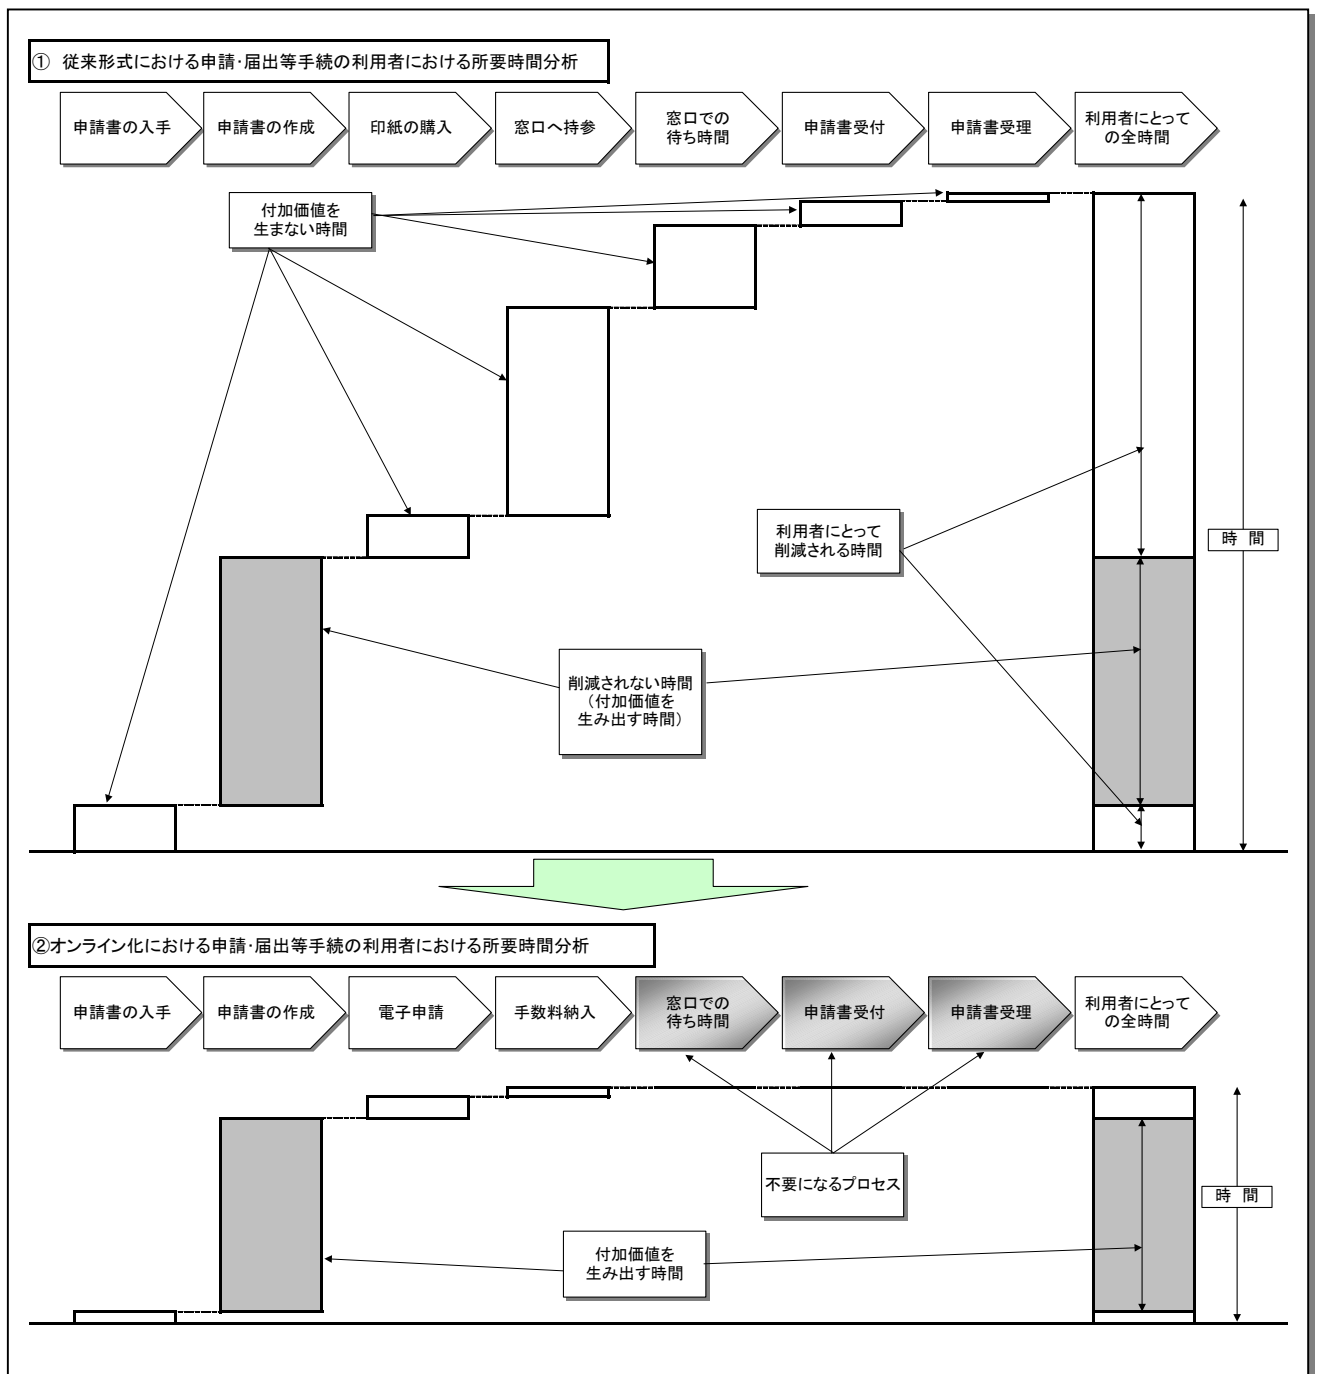 ① 従来形式における申請･届出等手続の利用者における所要時間分析
申請書の入手
申請書の作成
印紙の購入
窓口へ持参
窓口での
待ち時間
申請書受付
申請書受理
利用者にとって
の全時間
付加価値を
生まない時間
利用者にとって
削減される時間
時 間
削減されない時間
（付加価値を
生み出す時間）
②オンライン化における申請･届出等手続の利用者における所要時間分析
申請書の入手
申請書の作成
電子申請
手数料納入
窓口での
待ち時間
申請書受付
申請書受理
利用者にとって
の全時間
不要になるプロセス
時 間
付加価値を
生み出す時間